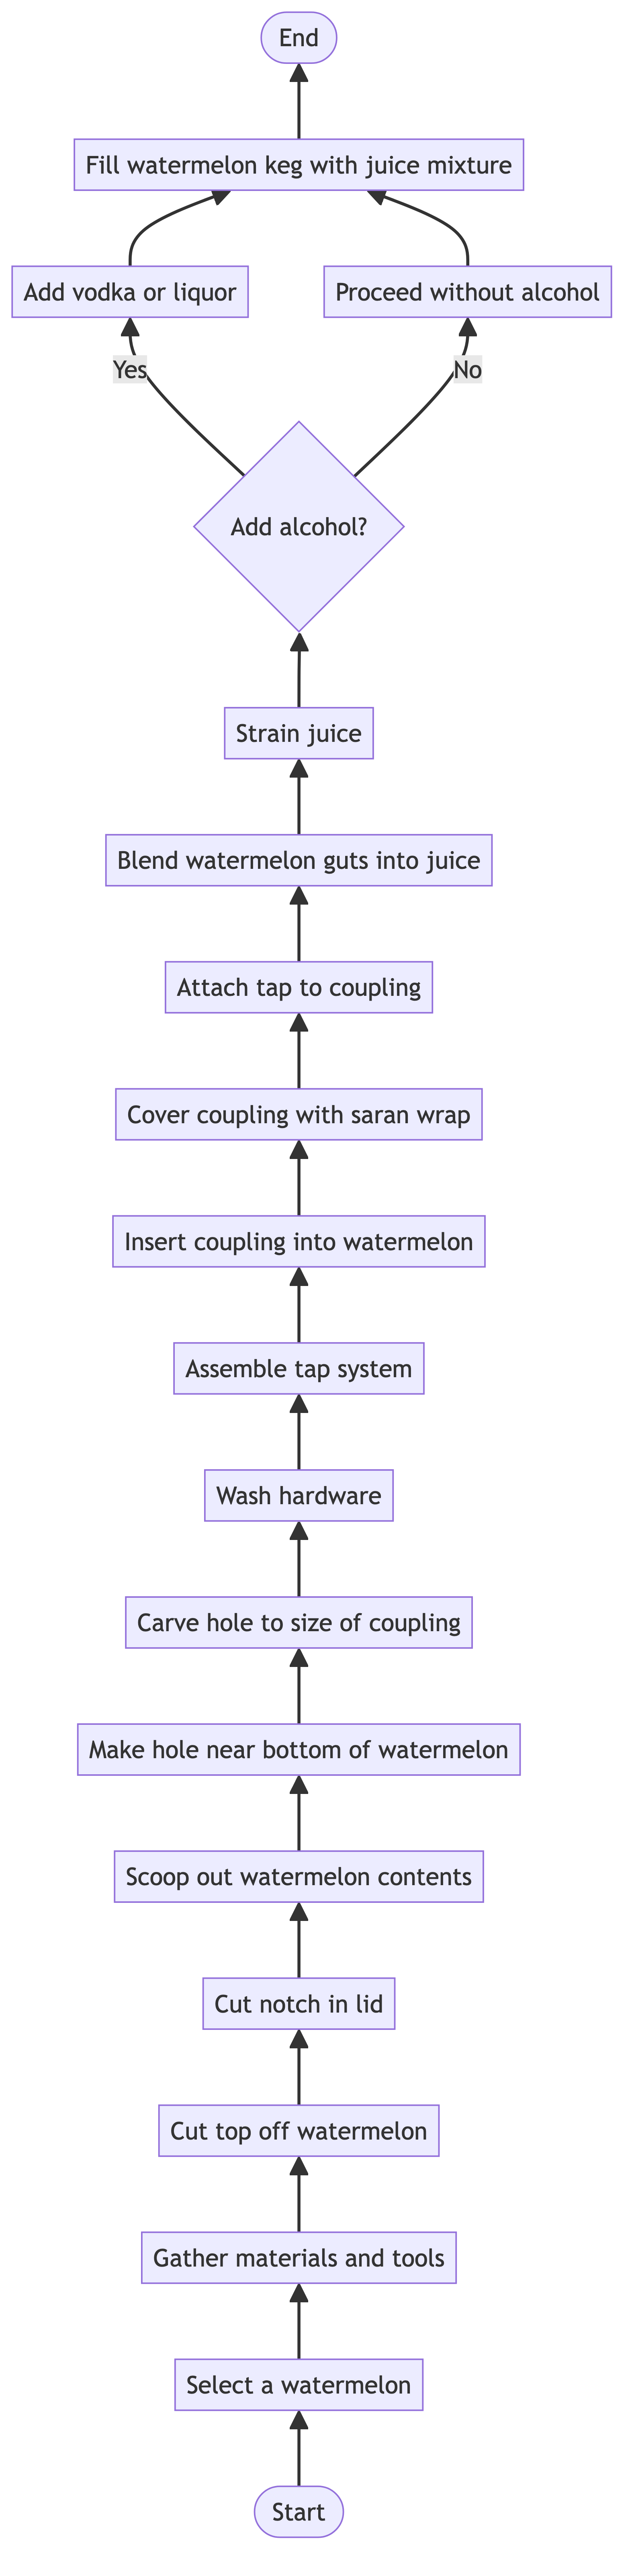 End
Fill watermelon keg with juice mixture
Add vodka or liquor
Proceed without alcohol
Yes
No
Add alcohol?
Strain juice
Blend watermelon guts into juice
Attach tap to coupling
Cover coupling with saran wrap
Insert coupling into watermelon
Assemble tap system
Wash hardware
Carve hole to size of coupling
Make hole near bottom of watermelon
Scoop out watermelon contents
Cut notch in lid
Cut top off watermelon
Gather materials and tools
Select a watermelon
Start